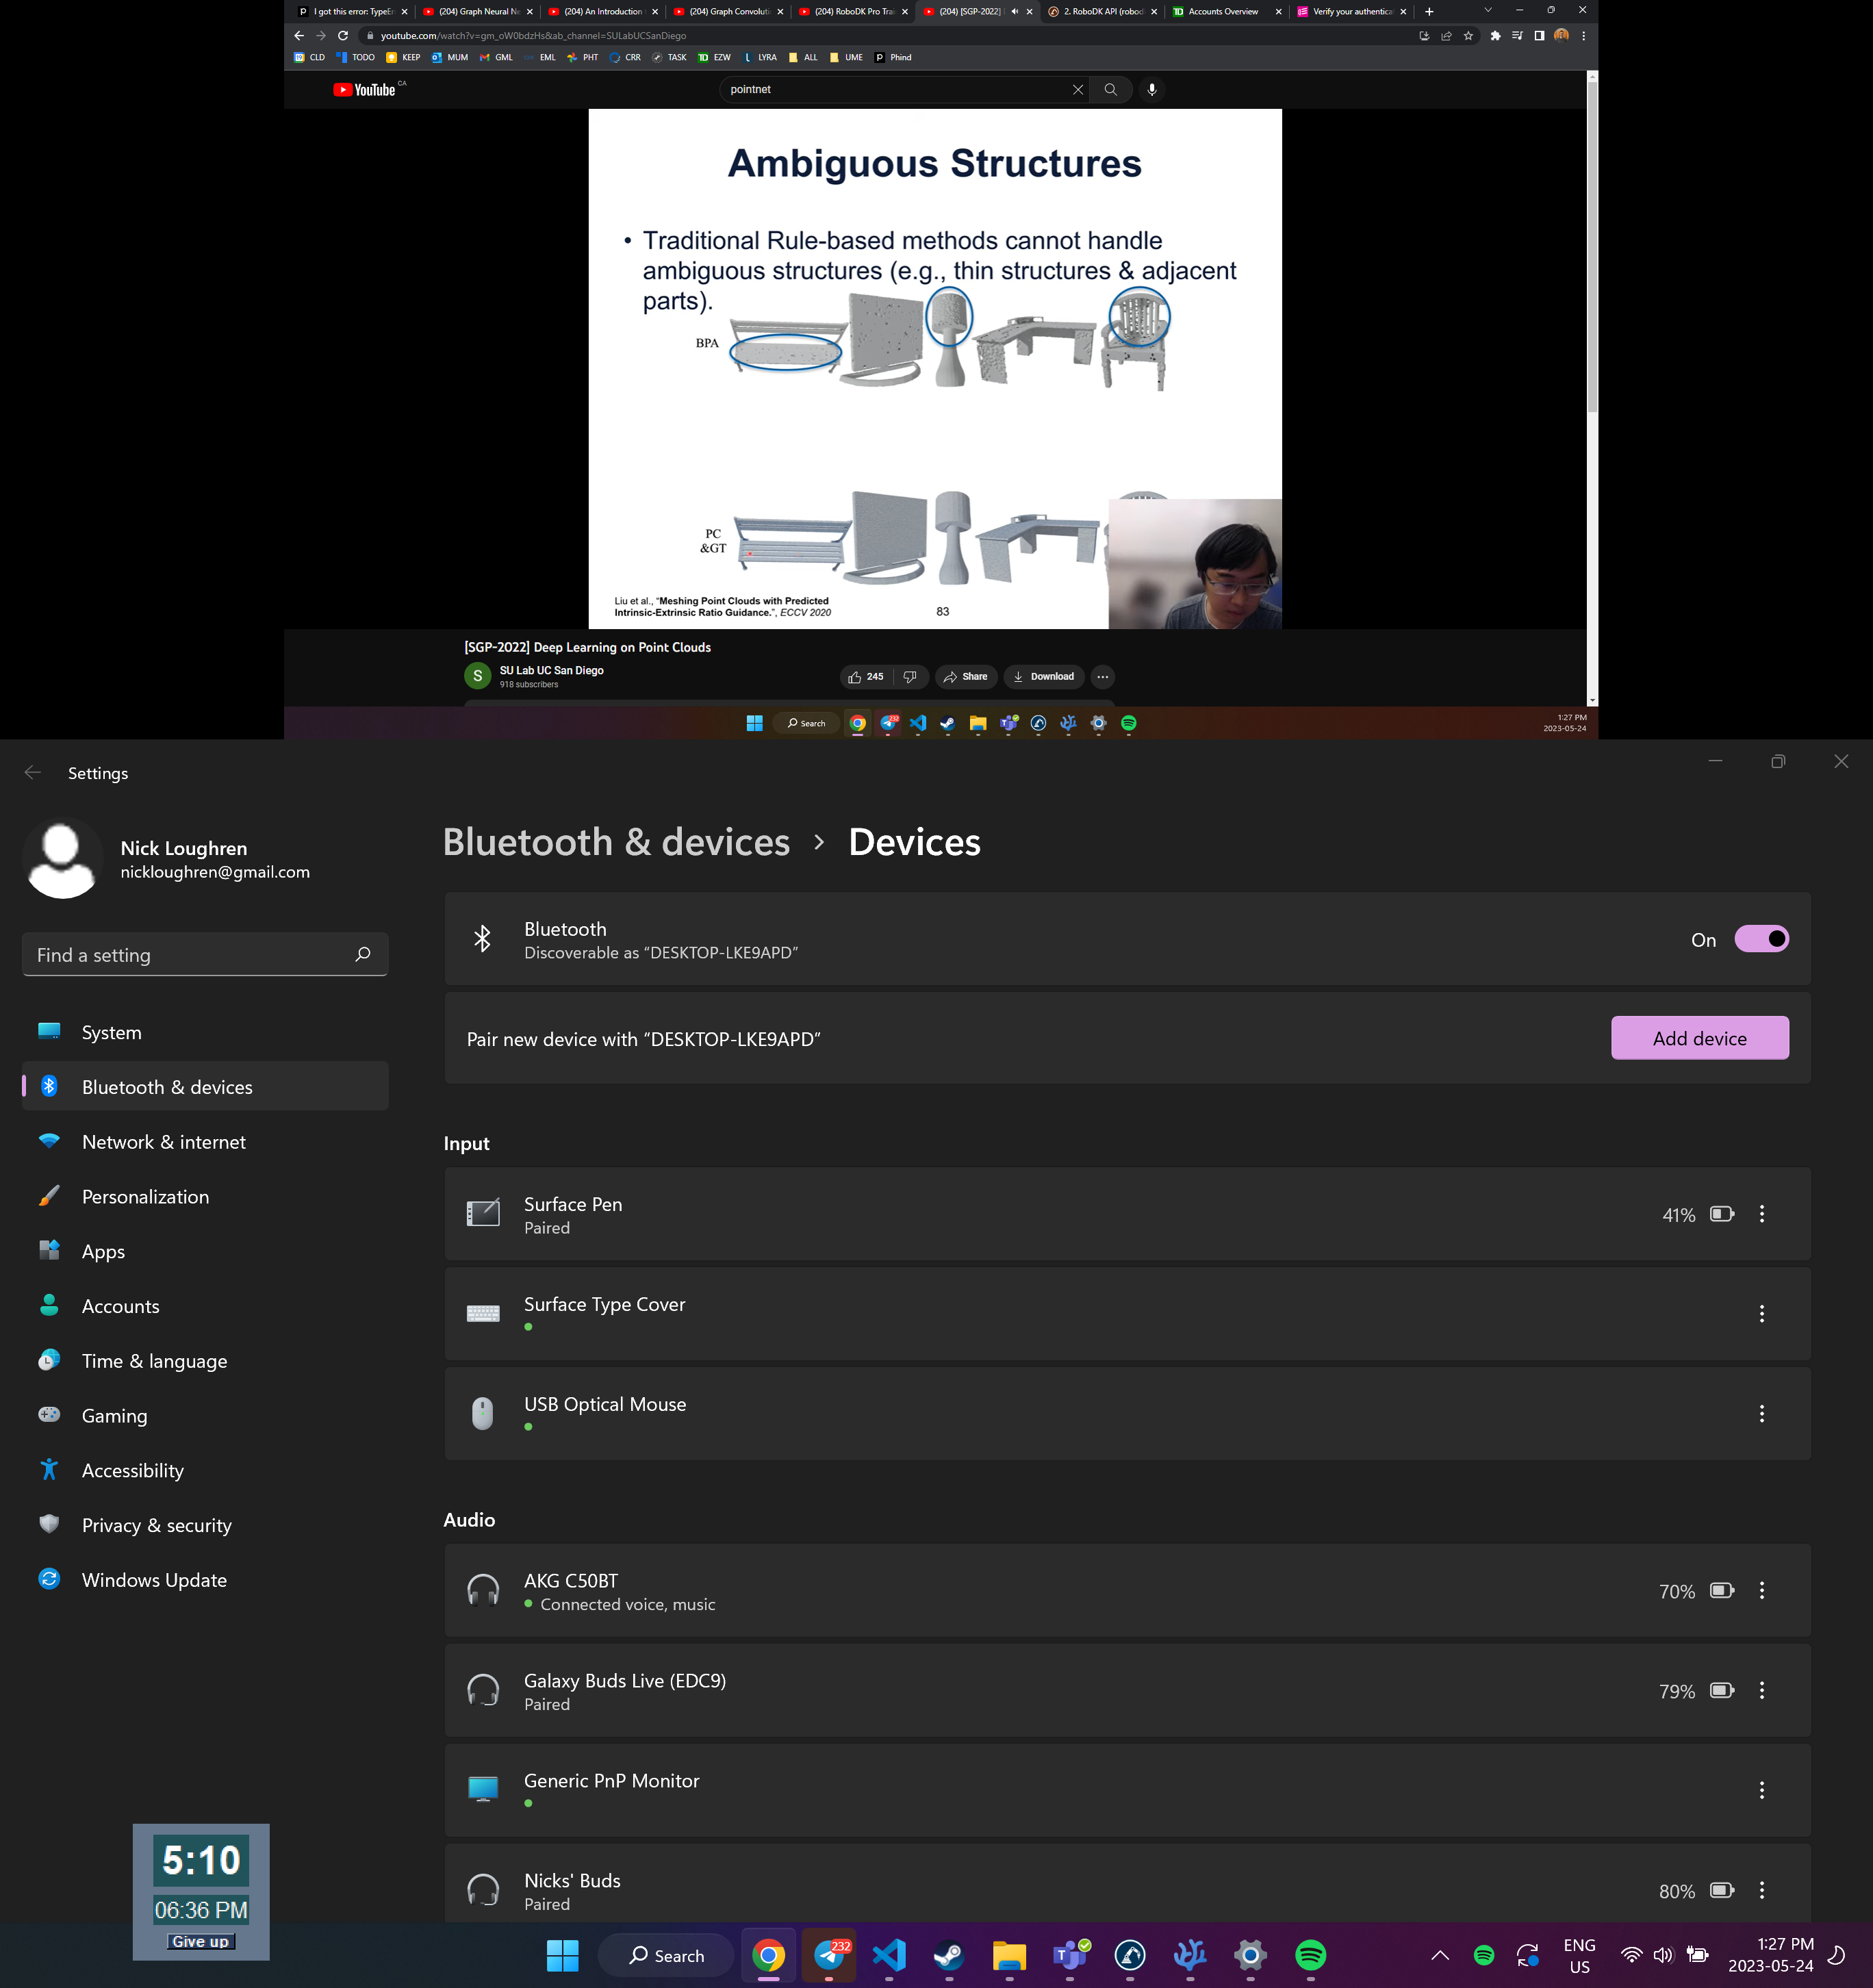 I got this error: TypeEr
(204) Graph Neural Ne
(204) An Introduction
(204) Graph Convoluti
(204) RoboDK Pro Trai
(204) [SGP-2022]
2. RoboDK API (robod
Accounts Overview
Verify your authentica
youtube.com/watch?v=gm_oW0bdzHs&ab_channel=SULabUCSanDiego
CLD TODO KEEP MUM GML EML PHT CRR TASK EZW LYRA ALL UME Phind
YouTube CA
pointnet
Ambiguous Structures
• Traditional Rule-based methods cannot handle
ambiguous structures (e.g., thin structures & adjacent
parts).
BPA
PC
&GT
Liu et al., "Meshing Point Clouds with Predicted
Intrinsic-Extrinsic Ratio Guidance.", ECCV 2020
83
[SGP-2022] Deep Learning on Point Clouds
S
SU Lab UC San Diego
918 subscribers
245
Share
Download
Search
232
1:27 PM
2023-05-24
Settings
Nick Loughren
nickloughren@gmail.com
Find a setting
System
Bluetooth & devices
Network & internet
Personalization
Apps
Accounts
Time & language
Gaming
Accessibility
Privacy & security
Windows Update
Bluetooth & devices > Devices
Bluetooth
Discoverable as "DESKTOP-LKE9APD"
On
Pair new device with "DESKTOP-LKE9APD"
Add device
Input
Surface Pen
Paired
41%
Surface Type Cover
USB Optical Mouse
Audio
AKG C50BT
Connected voice, music
70%
Galaxy Buds Live (EDC9)
Paired
79%
Generic PnP Monitor
Nicks' Buds
Paired
80%
5:10
06:36 PM
Give up
Search
232
ENG
US
1:27 PM
2023-05-24